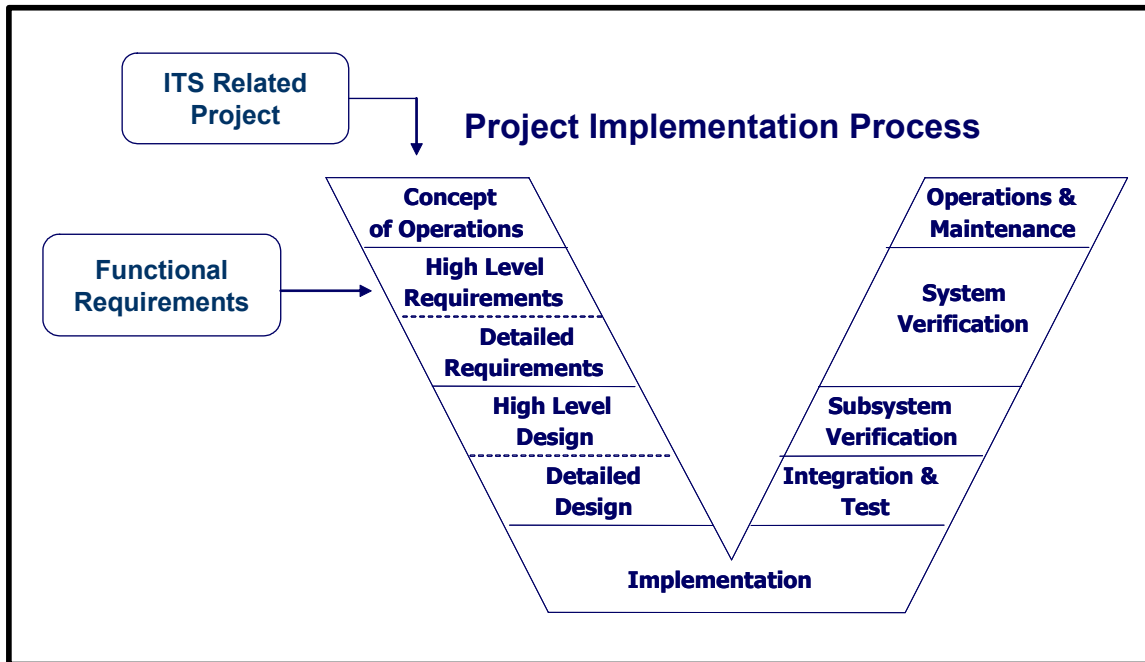 ITS Related
Project
Project Implementation Process
Functional
Requirements
Concept
of Operations
High Level
Requirements
Detailed
Requirements
High Level
Design
Detailed
Design
Implementation
Operations &
Maintenance
System
Verification
Subsystem
Verification
Integration &
Test